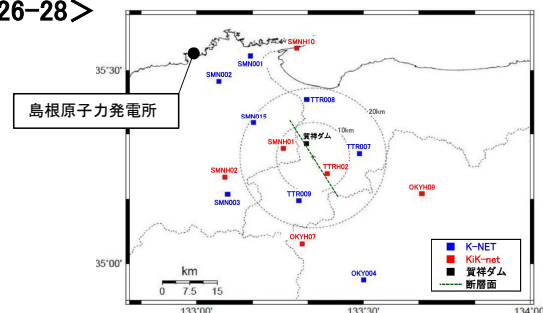 26-28＞
SMNH10
SMN001
35°30'
SMN002
島根原子力発電所
TTR008
20km
SMN015
10km
賀祥ダム
SMNH01
TTR007
TTRH02
SMNH02
OKYH09
SMN003
TTR009
OKYH07
K-NET
KiK-net
賀祥ダム
断層面
35°00'
km
0 7.5 15
OKY004
133°00'
133°30'
134°00'